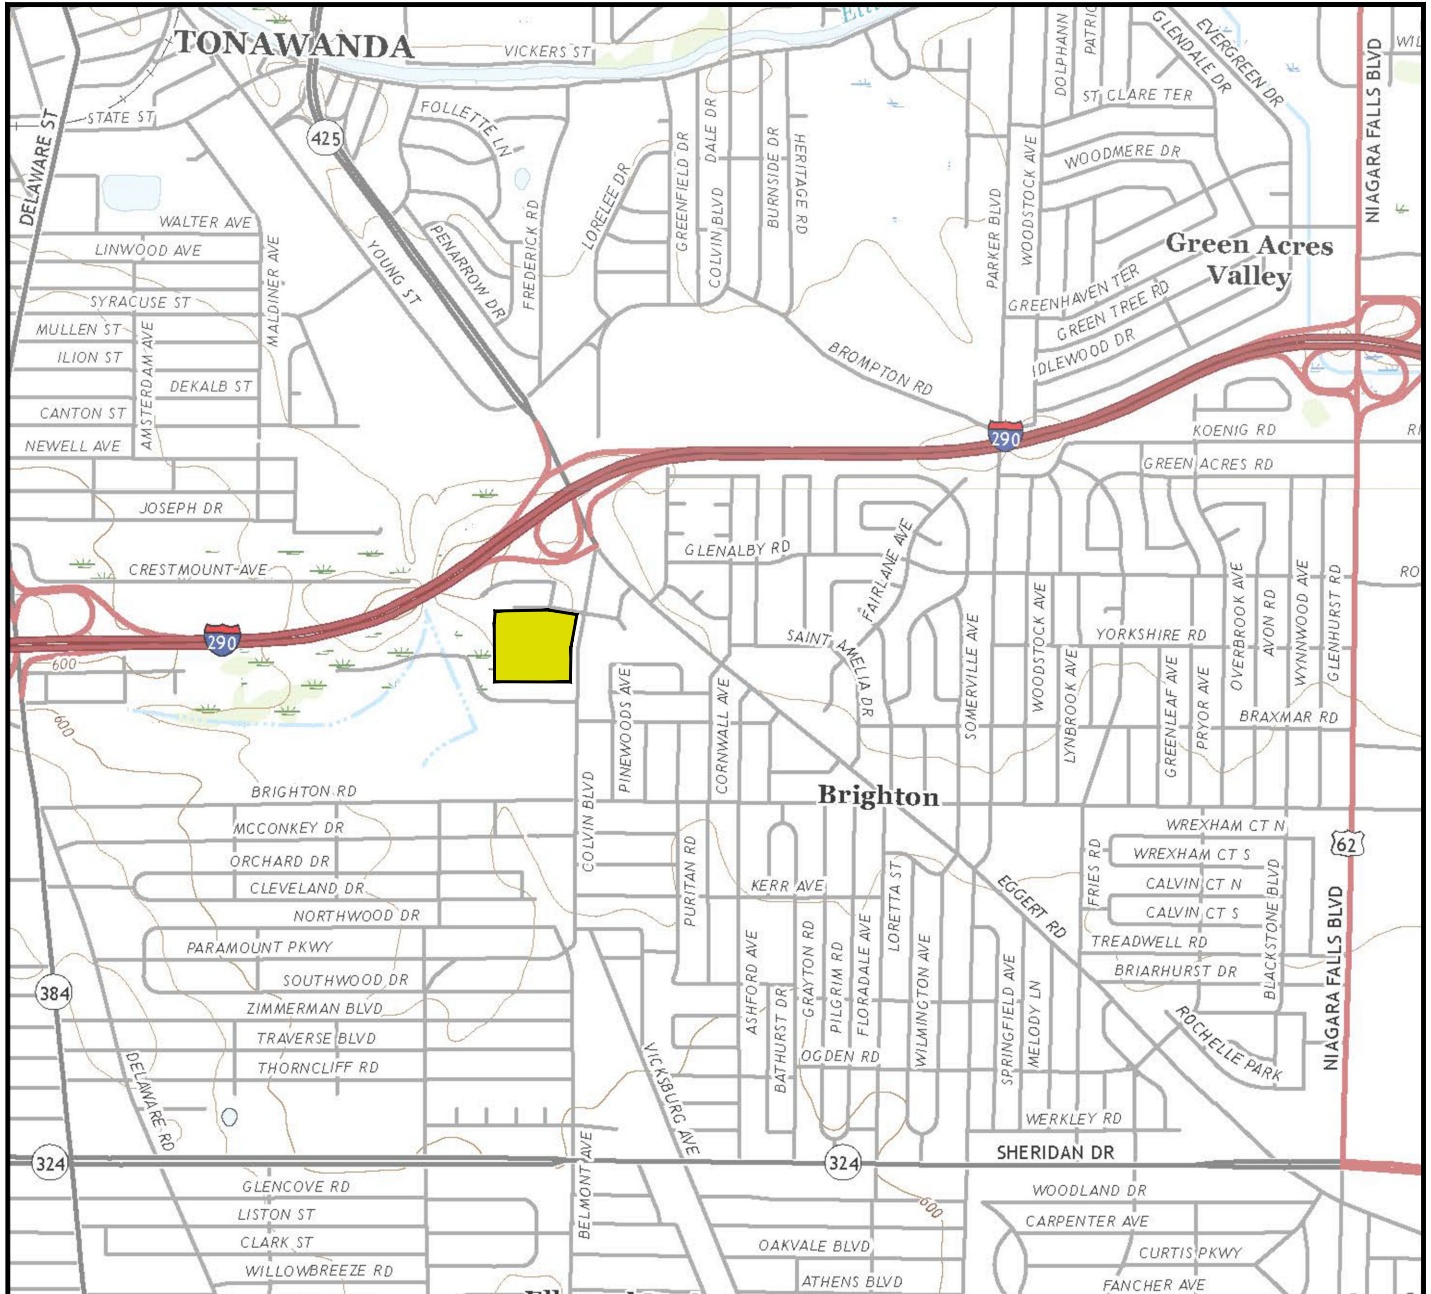 TONAWANDA
VICKERS ST
DOLPHANN
PATRIC
GLENDALE DR
EVERGREEN DR
NIAGARA FALLS BLVD
WIL
DELAWARE ST
STATE ST
425
FOLLETTE LN
GREENFIELD DR
DALE DR
COLVIN BLVD
BURNSIDE DR
HERITAGE RD
ST CLARE TER
WOODMERE DR
WOODSTOCK AVE
PARKER BLVD
WALTER AVE
LINWOOD AVE
MALDINER AVE
YOUNG ST
PENARROW DR
FREDERICK RD
LORELEE DR
Green Acres
Valley
SYRACUSE ST
GREENHAVEN TER
GREEN TREE RD
IDLEWOOD DR
MULLEN ST
AMSTERDAM AVE
ILION ST
DEKALB ST
BROMPTON RD
CANTON ST
NEWELL AVE
290
KOENIG RD
RI
GREEN ACRES RD
JOSEPH DR
GLENALBY RD
FAIRLANE AVE
CRESTMOUNT AVE
RO
290
600
SAINT AMELIA DR
SOMERVILLE AVE
WOODSTOCK AVE
LYNBROOK AVE
YORKSHIRE RD
GREENLEAF AVE
PRYOR AVE
OVERBROOK AVE
AVON RD
WYNNWOOD AVE
GLENHURST RD
BRAXMAR RD
600
PINEWOODS AVE
CORNWALL AVE
COLVIN BLVD
BRIGHTON RD
Brighton
MCCONKEY DR
ORCHARD DR
CLEVELAND DR
NORTHWOOD DR
PARAMOUNT PKWY
SOUTHWOOD DR
ZIMMERMAN BLVD
TRAVERSE BLVD
THORNCLIFF RD
PURITAN RD
KERR AVE
LORETTA ST
EGGERT RD
FRIES RD
WREXHAM CT N
WREXHAM CT S
CALVIN CT N
CALVIN CT S
BLACKSTONE BLVD
62
NIAGARA FALLS BLVD
TREADWELL RD
BRIARHURST DR
384
ASHFORD AVE
BATHURST DR
GRAYTON RD
PILGRIM RD
FLORADALE AVE
WILMINGTON AVE
SPRINGFIELD AVE
MELODY LN
OGDEN RD
ROCHELLE PARK
DELAWARE RD
VICKSBURG AVE
WERKLEY RD
324
324
SHERIDAN DR
BELMONT AVE
GLENCOVE RD
LISTON ST
CLARK ST
WILLOWBREEZE RD
600
WOODLAND DR
CARPENTER AVE
OAKVALE BLVD
CURTIS PKWY
ATHENS BLVD
FANCHER AVE